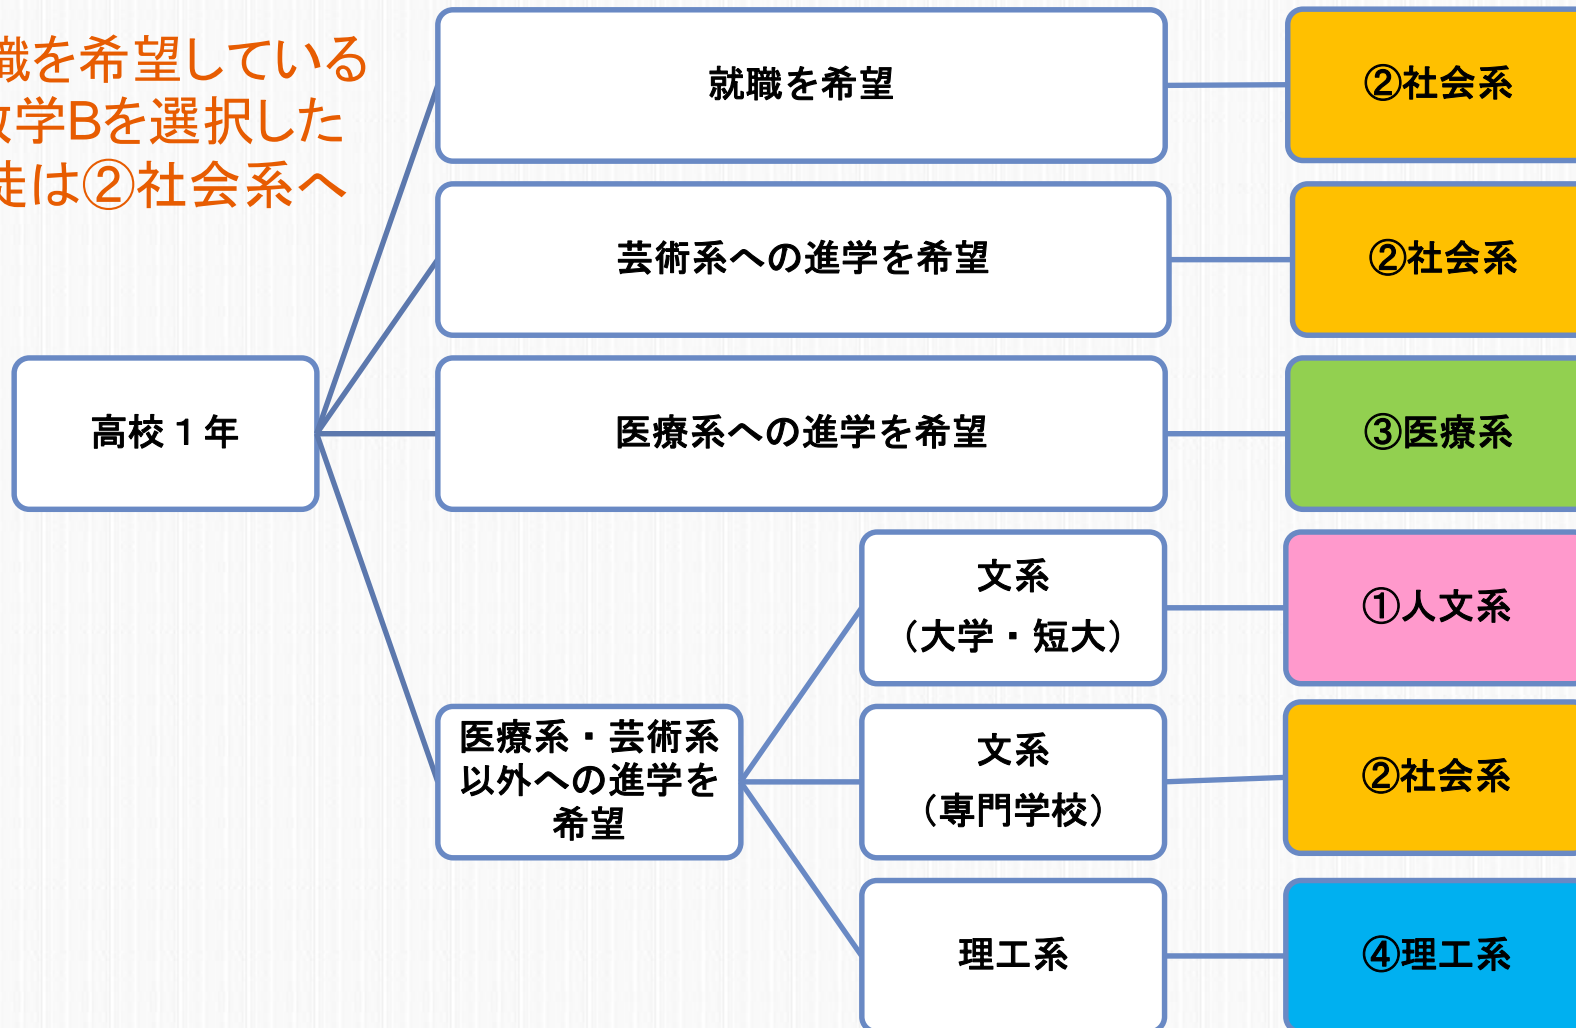 職を希望している
数学Bを選択した
徒は②社会系へ
就職を希望
②社会系
芸術系への進学を希望
②社会系
高校１年
医療系への進学を希望
③医療系
医療系・芸術系
以外への進学を
希望
文系
（大学・短大）
①人文系
文系
（専門学校）
②社会系
理工系
④理工系